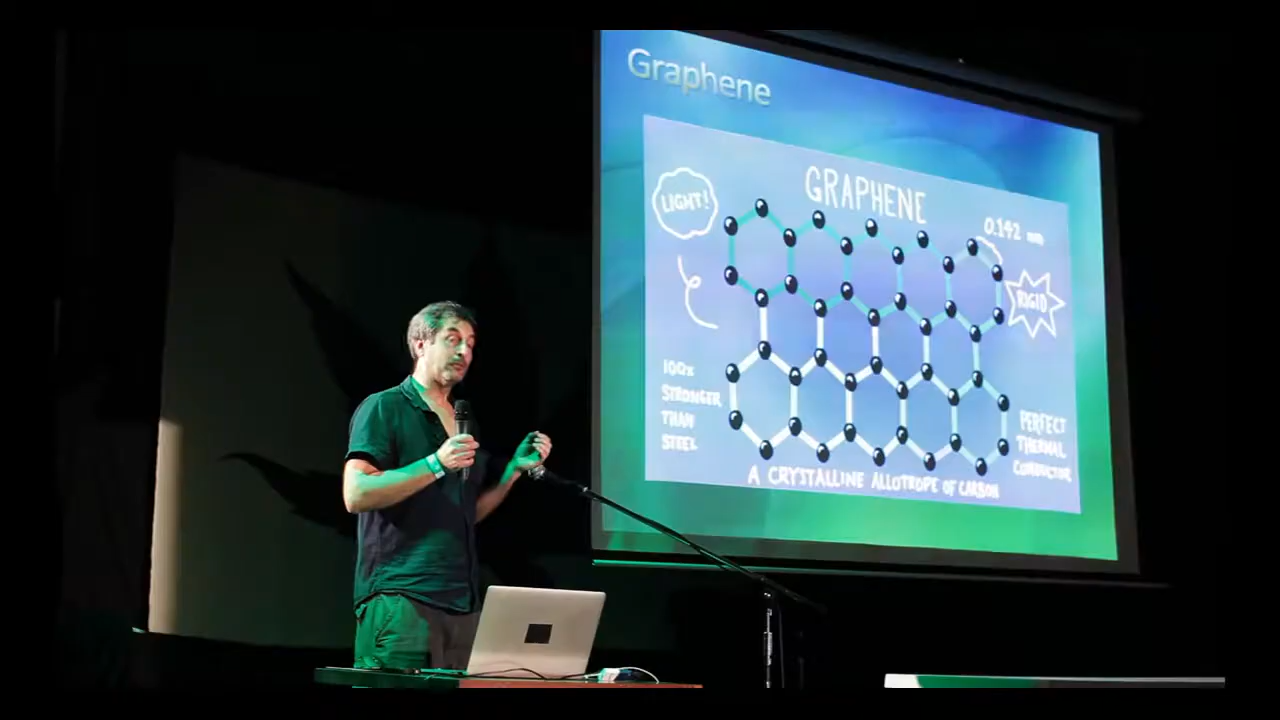 Graphene
GRAPHENE
LIGHT!
0.142 nm
RIGID
100x
STRONGER
THAN
STEEL
PERFECT
THERMAL
CONDUCTOR
A CRYSTALLINE ALLOTROPE OF CARBON